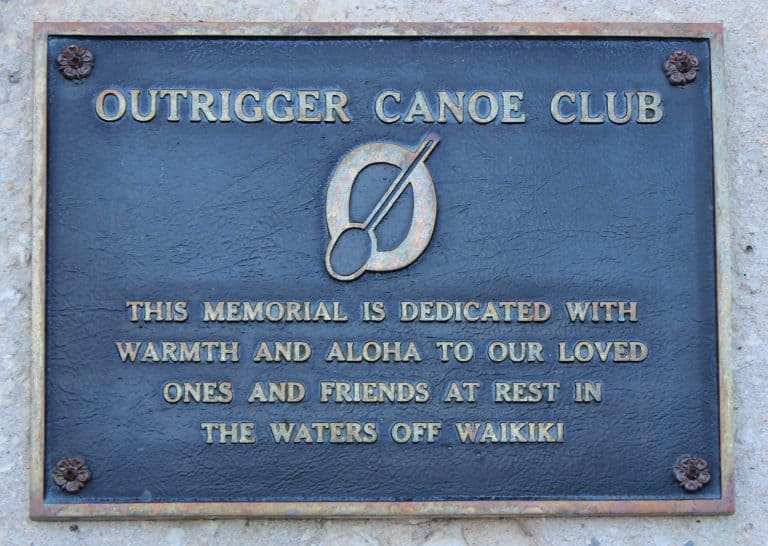 OUTRIGGER CANOE CLUB
THIS MEMORIAL IS DEDICATED WITH
WARMTH AND ALOHA TO OUR LOVED
ONES AND FRIENDS AT REST IN
THE WATERS OFF WAIKIKI